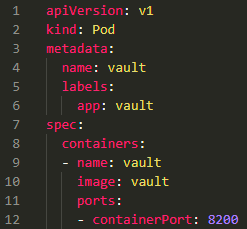 1 apiVersion: v1
2 kind: Pod
3 metadata:
4   name: vault
5   labels:
6     app: vault
7 spec:
8   containers:
9   - name: vault
10     image: vault
11     ports:
12     - containerPort: 8200